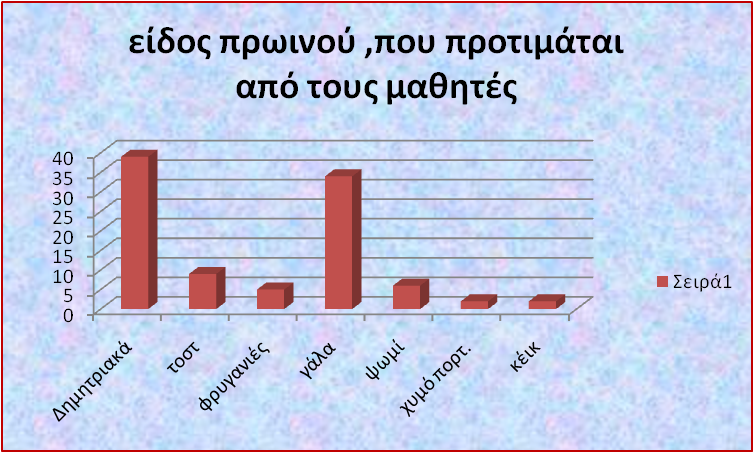 είδος πρωινού ,που προτιμάται
από τους μαθητές
40
35
30
25
20
15
10
5
0
Δημητριακά
τοστ
φρυγανιές
γάλα
ψωμί
χυμό πορτ.
κέικ
Σειρά1